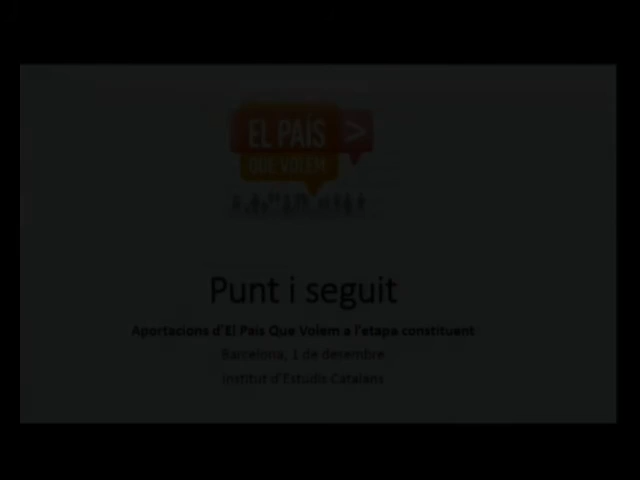 EL PAÍS >
QUE VOLEM
Punt i seguit
Aportacions d'El País Que Volem a l'etapa constituent
Barcelona, 1 de desembre
Institut d'Estudis Catalans